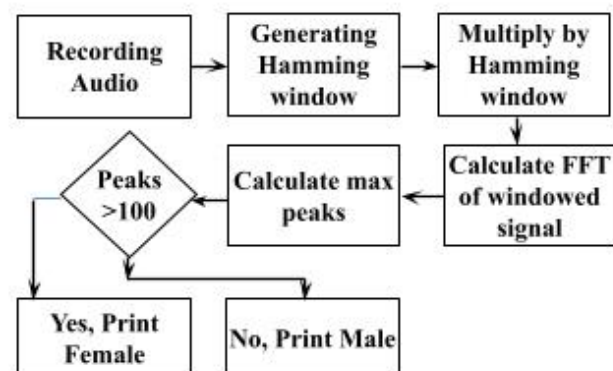 Recording
Audio
Generating
Hamming
window
Multiply by
Hamming
window
Peaks
>100
Calculate max
peaks
Calculate FFT
of windowed
signal
Yes, Print
Female
No, Print Male